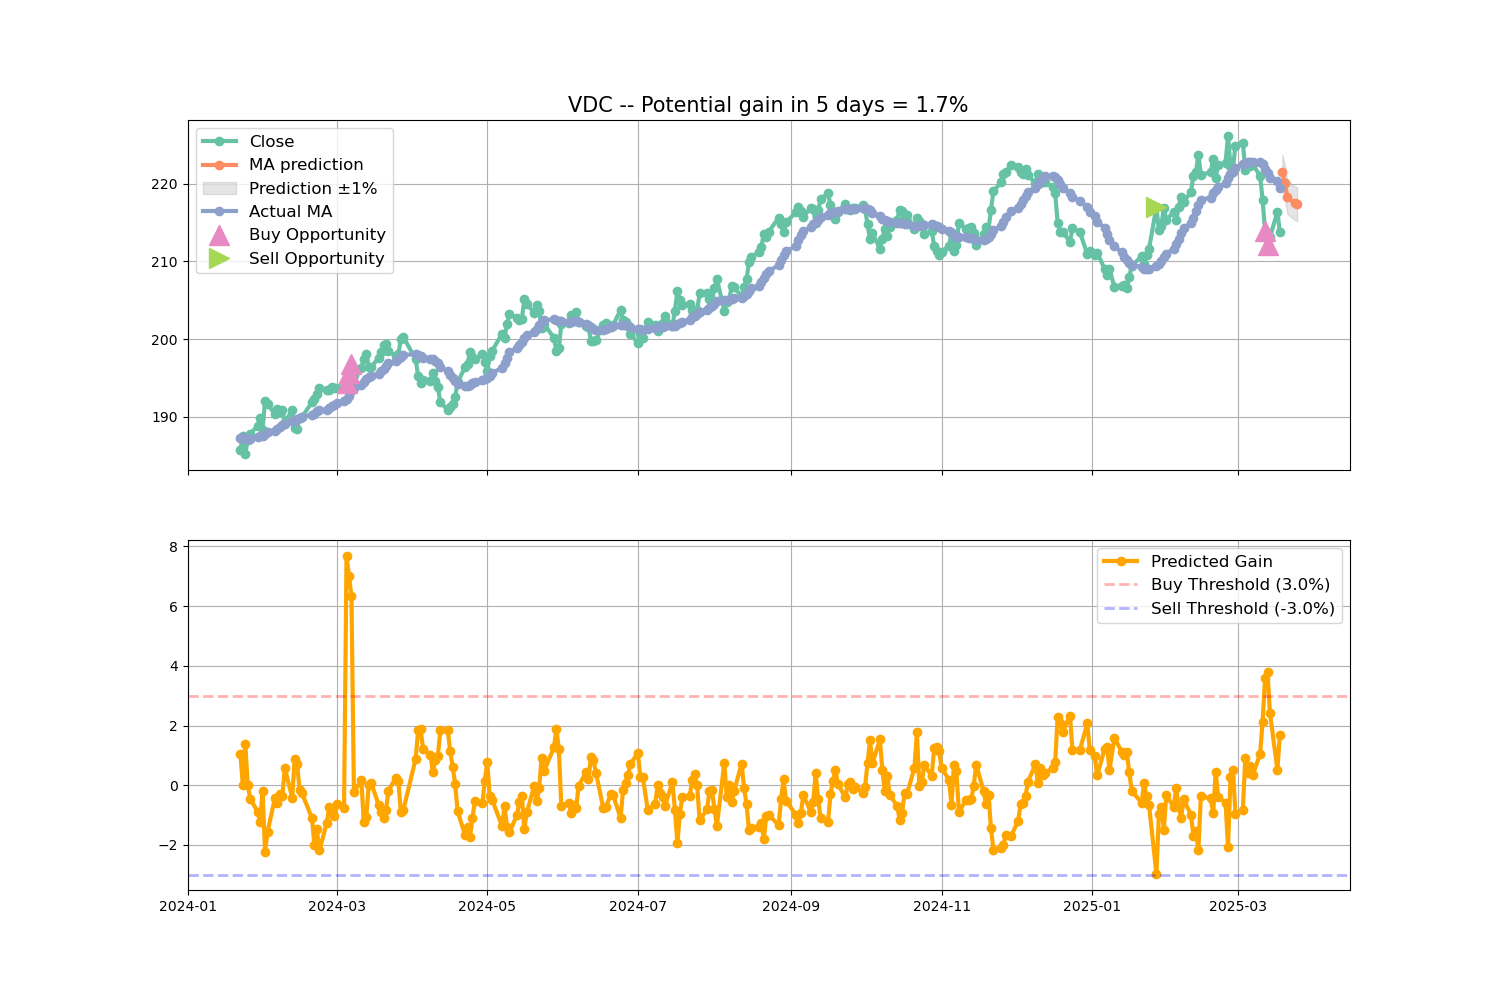 VDC -- Potential gain in 5 days = 1.7%
Close
MA prediction
Prediction ±1%
Actual MA
Buy Opportunity
Sell Opportunity
220
210
200
190
8
6
4
2
0
−2
Predicted Gain
Buy Threshold (3.0%)
Sell Threshold (-3.0%)
2024-01 2024-03 2024-05 2024-07 2024-09 2024-11 2025-01 2025-03